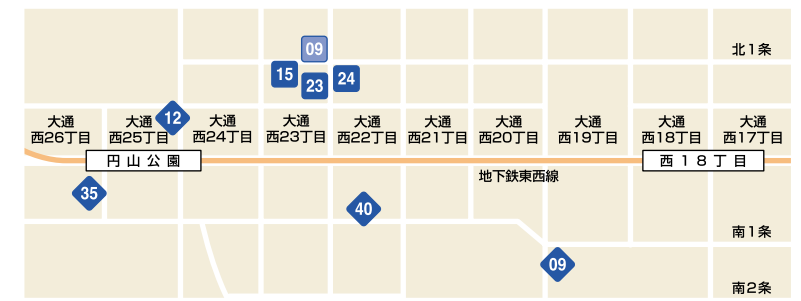 09
北1条
15
23
24
12
大通
西26丁目
大通
西25丁目
大通
西24丁目
大通
西23丁目
大通
西22丁目
大通
西21丁目
大通
西20丁目
大通
西19丁目
大通
西18丁目
大通
西17丁目
円山公園
西18丁目
地下鉄東西線
35
40
南1条
09
南2条